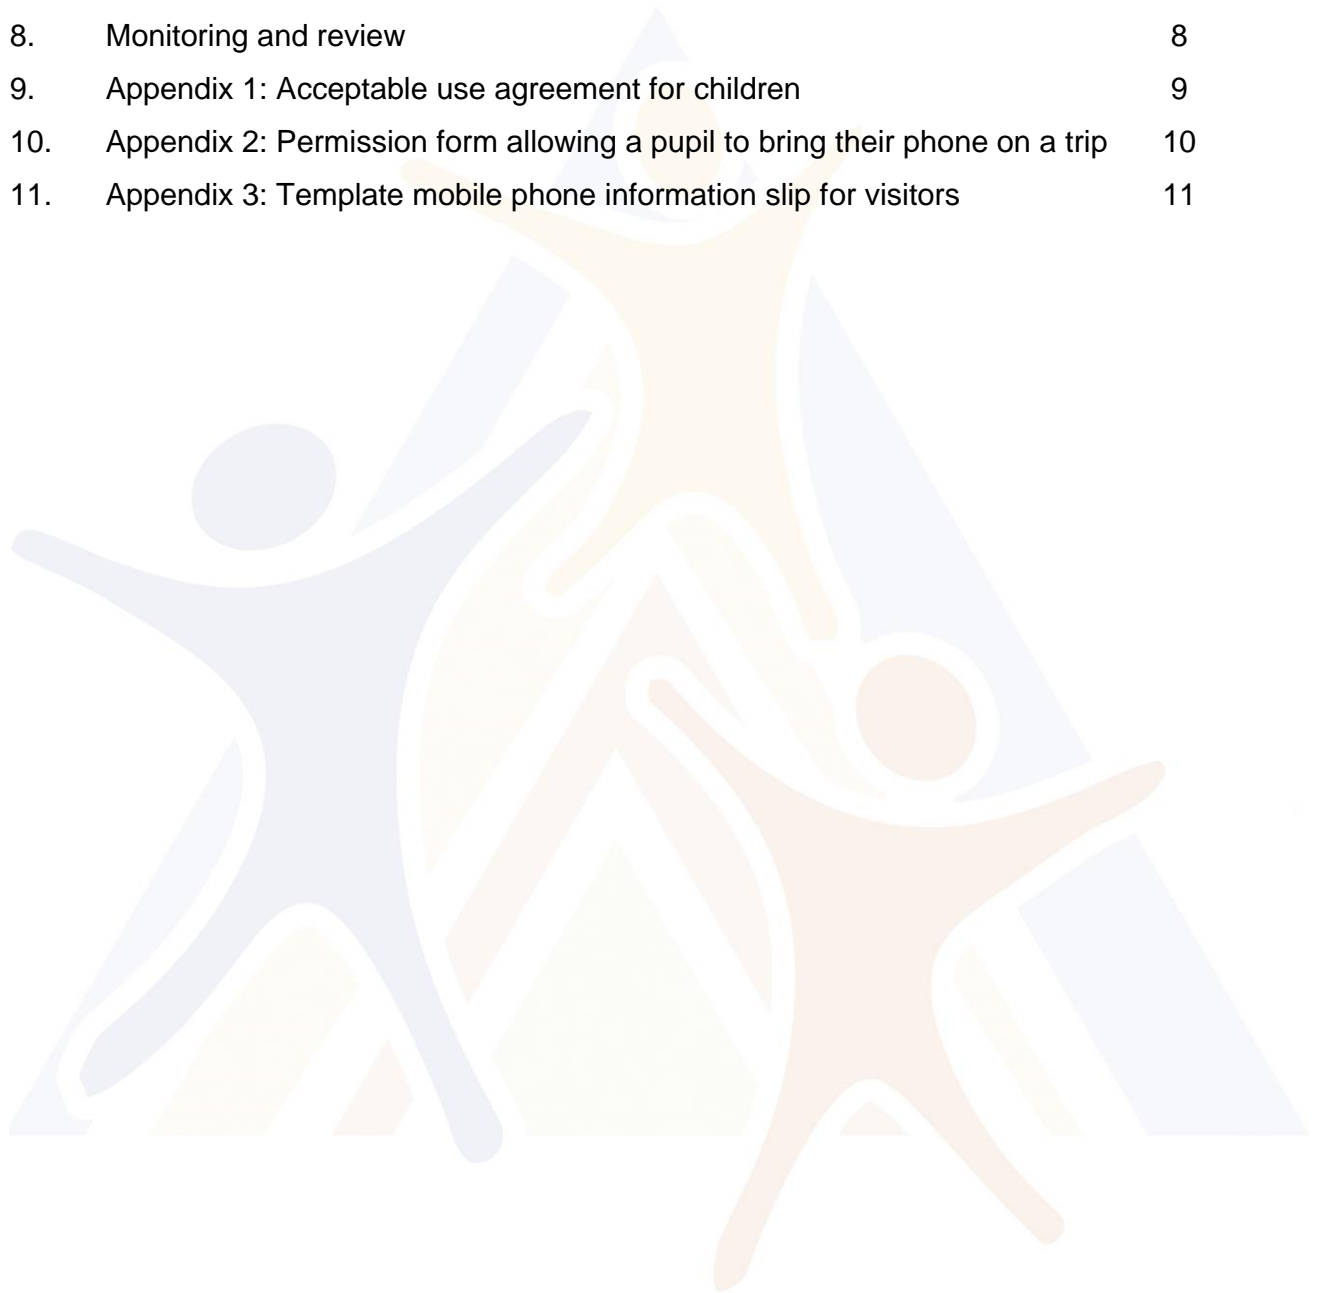 8. Monitoring and review 8
9. Appendix 1: Acceptable use agreement for children 9
10. Appendix 2: Permission form allowing a pupil to bring their phone on a trip 10
11. Appendix 3: Template mobile phone information slip for visitors 11